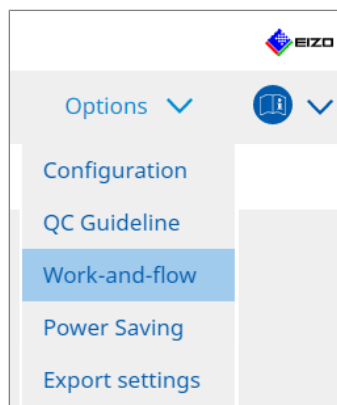 EIZO
Options
Configuration
QC Guideline
Work-and-flow
Power Saving
Export settings